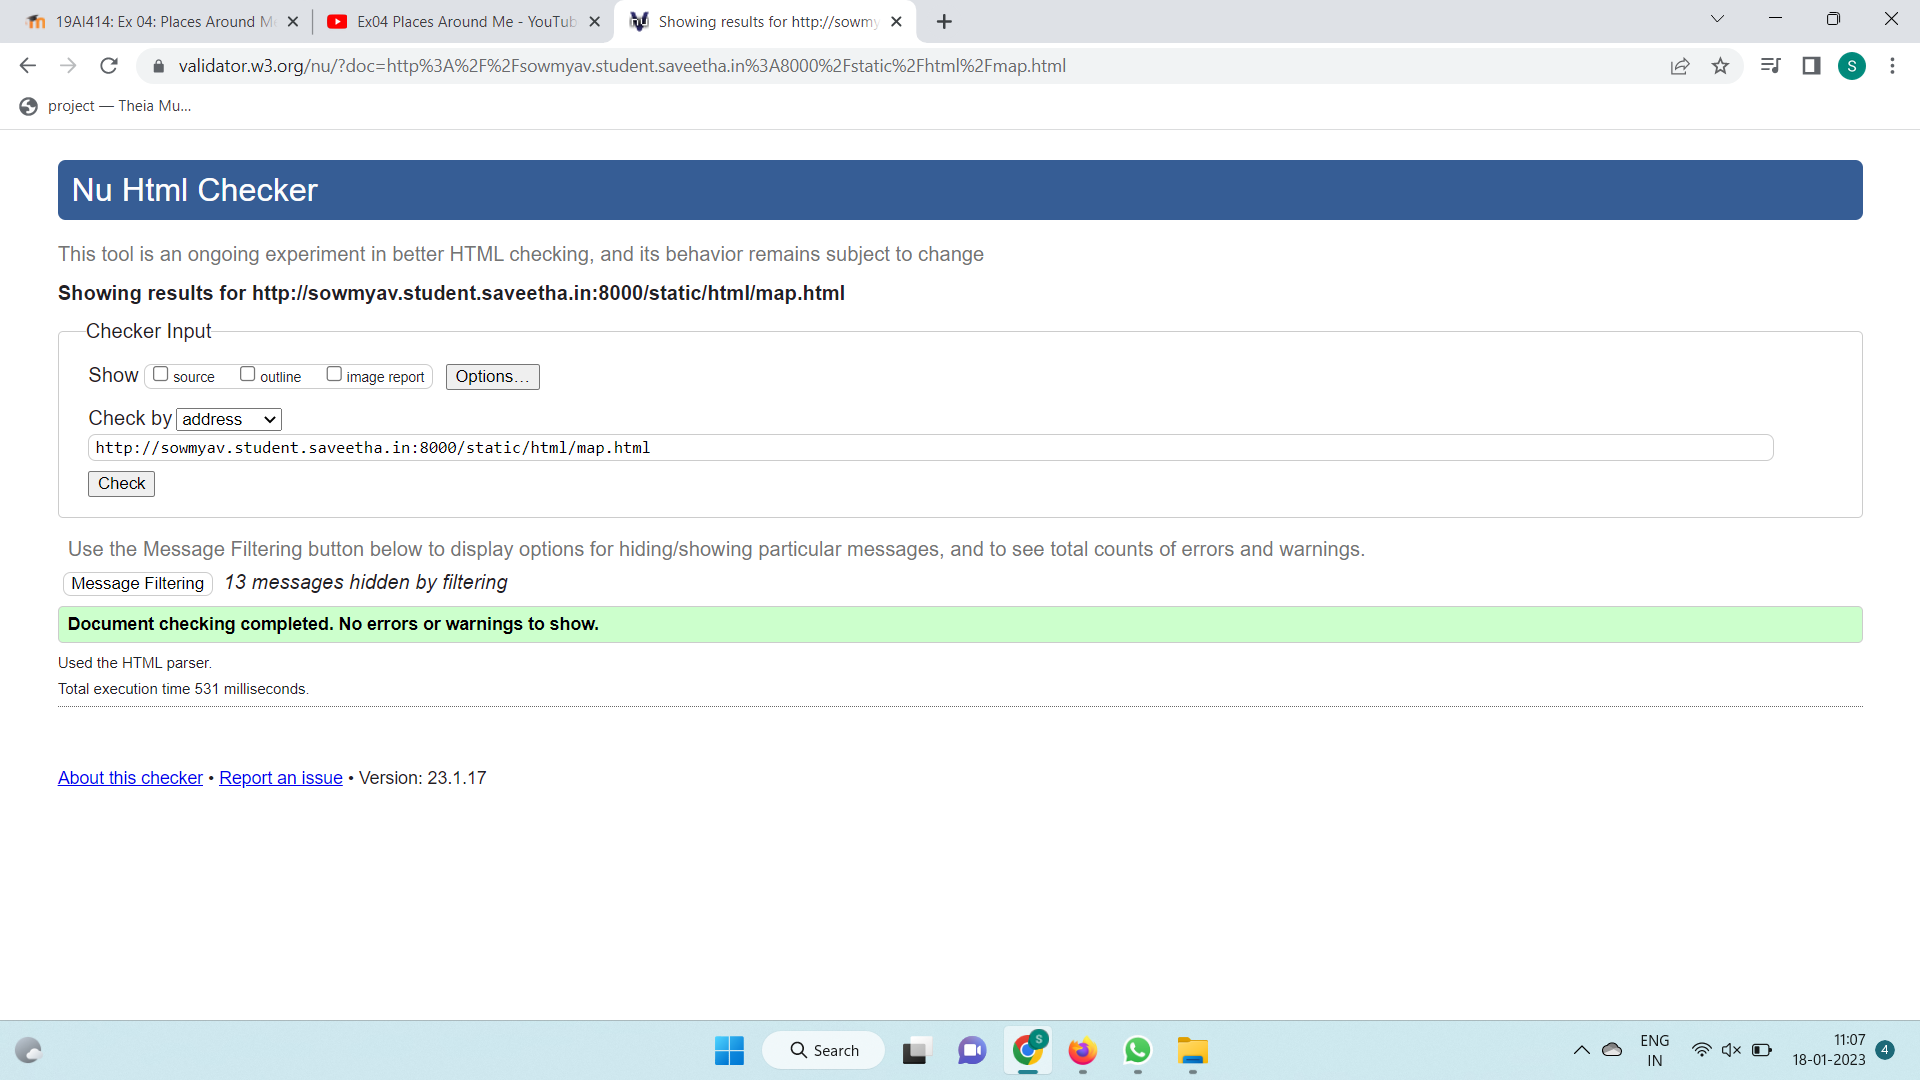 19AI414: Ex 04: Places Around M
Ex04 Places Around Me - YouTub
Showing results for http://sowmy
validator.w3.org/nu/?doc=http%3A%2F%2Fsowmyav.student.saveetha.in%3A8000%2Fstatic%2Fhtml%2Fmap.html
S
project — Theia Mu...
Nu Html Checker
This tool is an ongoing experiment in better HTML checking, and its behavior remains subject to change
Showing results for http://sowmyav.student.saveetha.in:8000/static/html/map.html
Checker Input
Show source outline image report Options...
Check by address
http://sowmyav.student.saveetha.in:8000/static/html/map.html
Check
Use the Message Filtering button below to display options for hiding/showing particular messages, and to see total counts of errors and warnings.
Message Filtering 13 messages hidden by filtering
Document checking completed. No errors or warnings to show.
Used the HTML parser.
Total execution time 531 milliseconds.
About this checker • Report an issue • Version: 23.1.17
Search
S
ENG
IN
11:07
18-01-2023
4